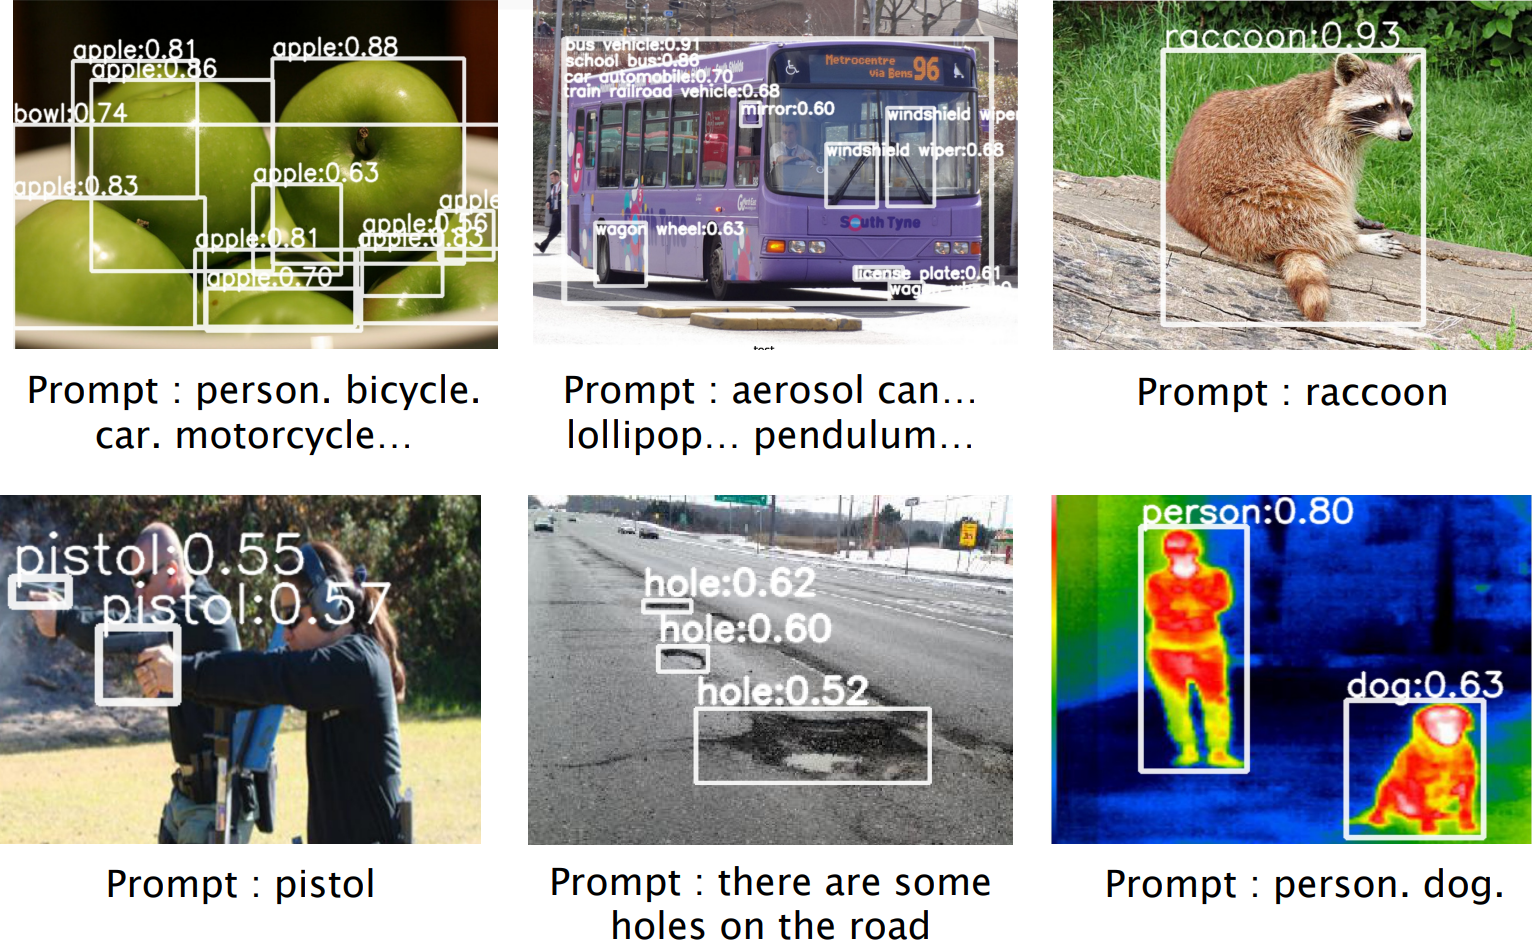 apple:0.81
apple:0.88
apple:0.86
bowl:0.74
apple:0.63
apple:0.83
apple
apple:0.56
apple:0.81
apple:0.83
apple:0.70
Prompt : person. bicycle.
car. motorcycle...
bus vehicle:0.91
school bus:0.86
car automobile:0.70
train railroad vehicle:0.68
Metrocentre
via Bens 96
mirror:0.60
windshield wiper
windshield wiper:0.68
South Tyne
wagon wheel:0.63
license plate:0.61
test
Prompt : aerosol can...
lollipop... pendulum...
raccoon:0.93
Prompt : raccoon
pistol:0.55
pistol:0.57
Prompt : pistol
hole:0.62
hole:0.60
hole:0.52
Prompt : there are some
holes on the road
person:0.80
dog:0.63
Prompt : person. dog.